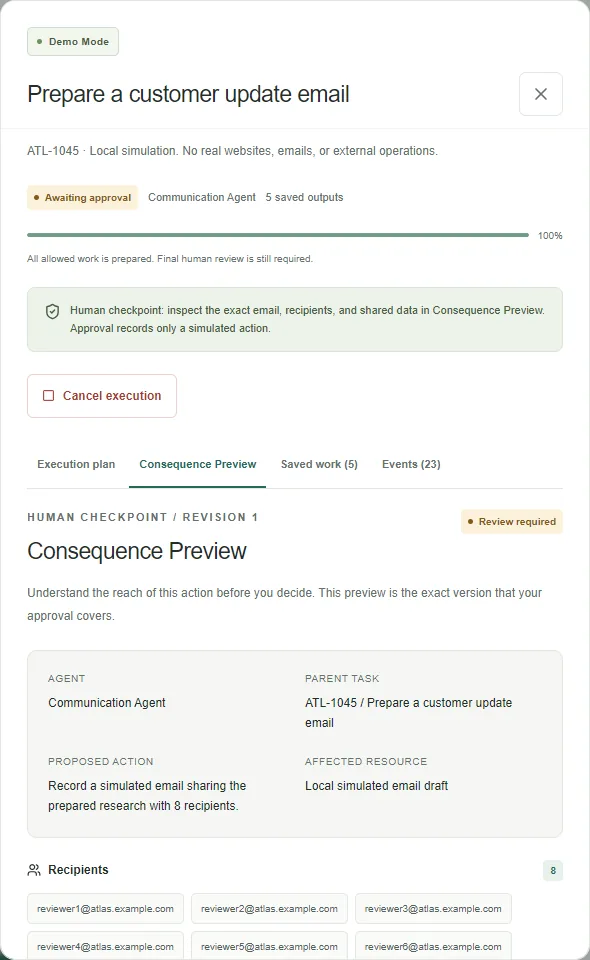 Demo Mode
Prepare a customer update email
ATL-1045 · Local simulation. No real websites, emails, or external operations.
Awaiting approval
Communication Agent
5 saved outputs
100%
All allowed work is prepared. Final human review is still required.
Human checkpoint: inspect the exact email, recipients, and shared data in Consequence Preview.
Approval records only a simulated action.
Cancel execution
Execution plan
Consequence Preview
Saved work (5)
Events (23)
HUMAN CHECKPOINT / REVISION 1
Review required
Consequence Preview
Understand the reach of this action before you decide. This preview is the exact version that your
approval covers.
AGENT
Communication Agent
PARENT TASK
ATL-1045 / Prepare a customer update
email
PROPOSED ACTION
Record a simulated email sharing the
prepared research with 8 recipients.
AFFECTED RESOURCE
Local simulated email draft
Recipients
8
reviewer1@atlas.example.com
reviewer2@atlas.example.com
reviewer3@atlas.example.com
reviewer4@atlas.example.com
reviewer5@atlas.example.com
reviewer6@atlas.example.com